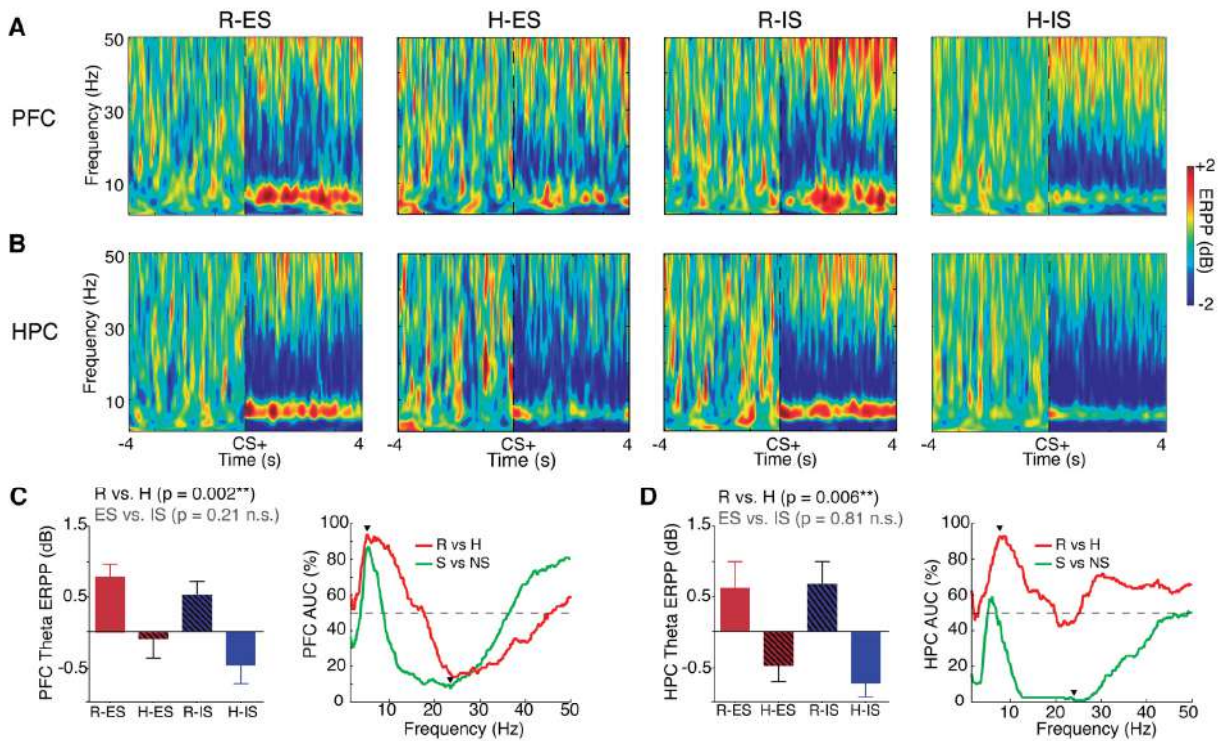 R-ES H-ES R-IS H-IS
A
50
30
10
Frequency (Hz)
PFC
+2
ERPP (dB)
-2
B
50
30
10
Frequency (Hz)
HPC
-4 CS+ 4 -4 CS+ 4 -4 CS+ 4 -4 CS+ 4
Time (s) Time (s) Time (s) Time (s)
C
R vs. H (p = 0.002**)
ES vs. IS (p = 0.21 n.s.)
1.5
0.5
-0.5
PFC Theta ERPP (dB)
R-ES H-ES R-IS H-IS
100
80
60
40
20
0
PFC AUC (%)
R vs H
S vs NS
10 20 30 40 50
Frequency (Hz)
D
R vs. H (p = 0.006**)
ES vs. IS (p = 0.81 n.s.)
1.5
0.5
-0.5
HPC Theta ERPP (dB)
R-ES H-ES R-IS H-IS
100
80
60
40
20
0
HPC AUC (%)
R vs H
S vs NS
10 20 30 40 50
Frequency (Hz)